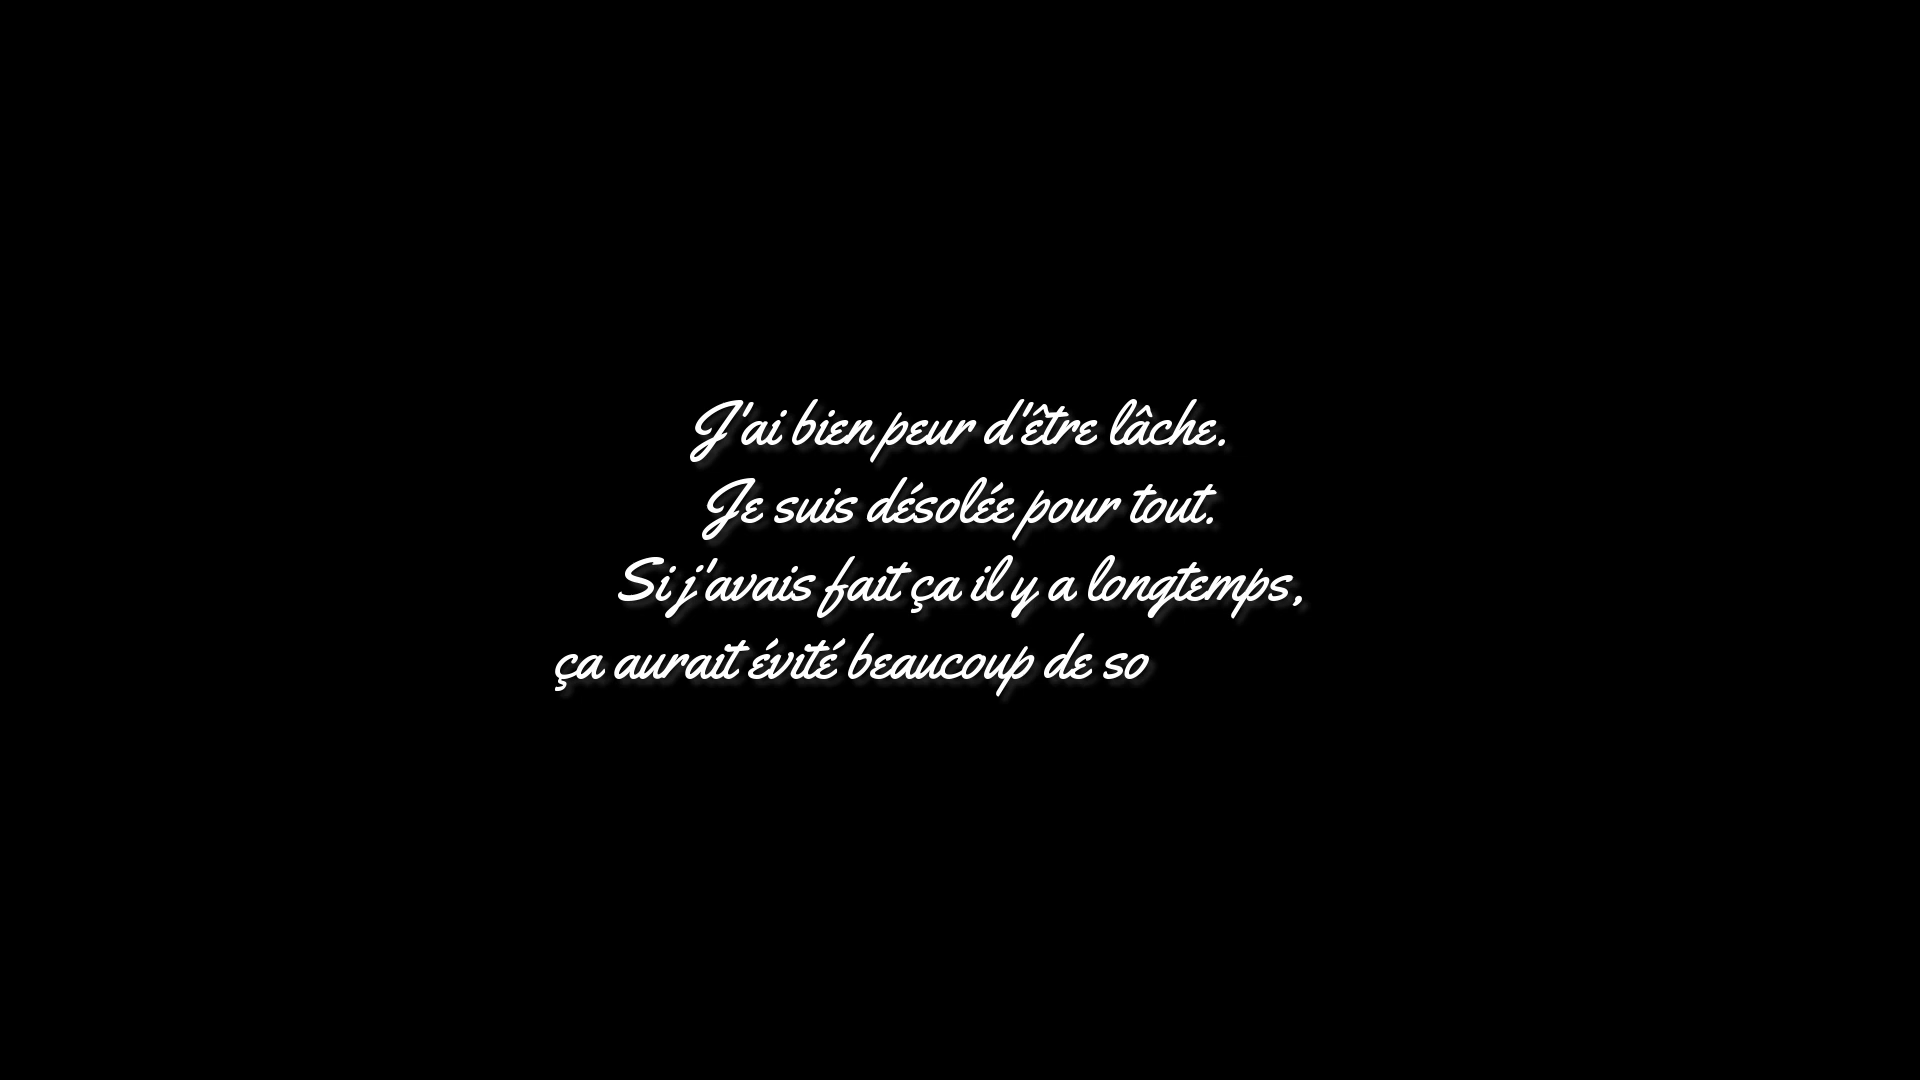 J'ai bien peur d'être lâche.
Je suis désolée pour tout.
Si j'avais fait ça il y a longtemps,
ça aurait évité beaucoup de so